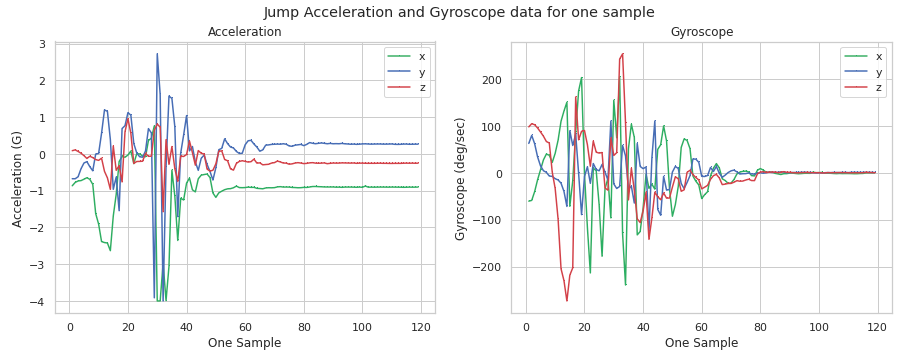 Jump Acceleration and Gyroscope data for one sample
Acceleration
Gyroscope
x
y
z
x
y
z
3
2
1
0
−1
−2
−3
−4
Accelleration (G)
200
100
0
−100
−200
Gyroscope (deg/sec)
0 20 40 60 80 100 120
0 20 40 60 80 100 120
One Sample
One Sample